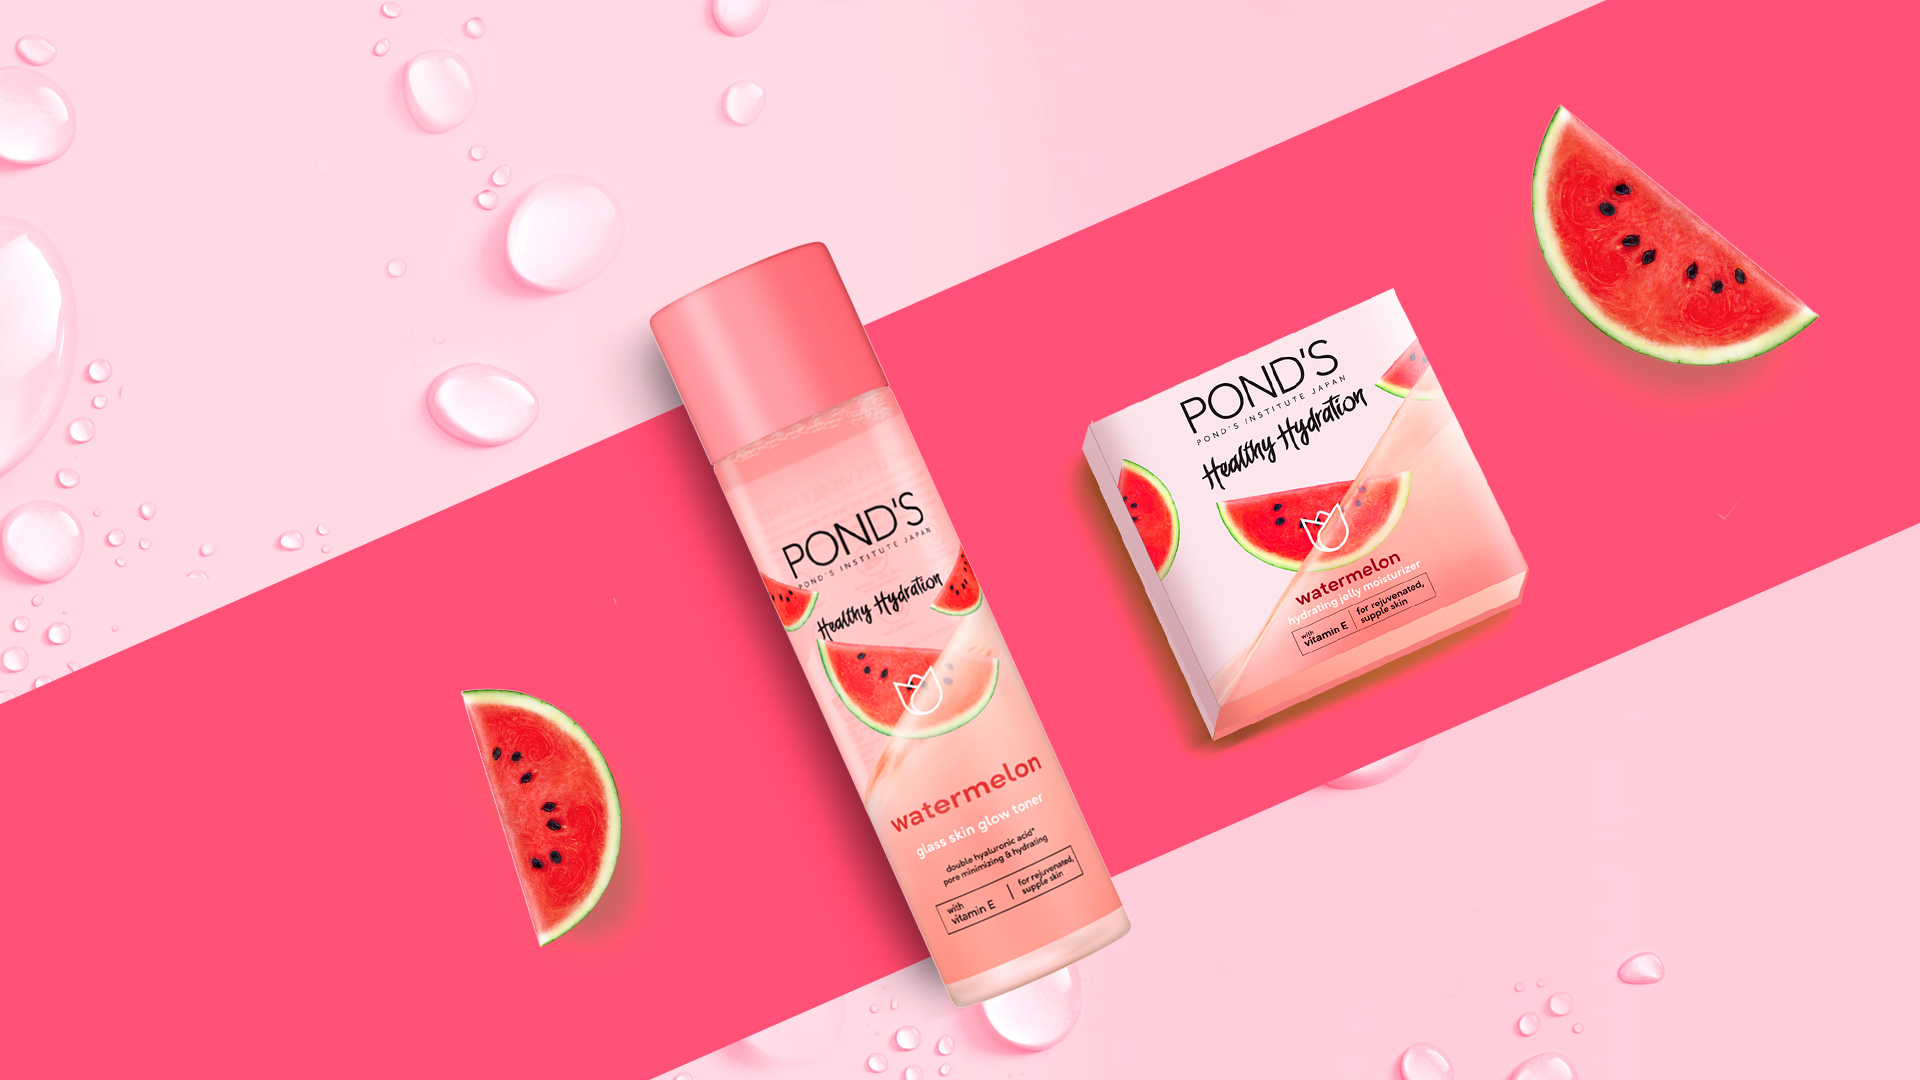 POND'S
POND'S INSTITUTE JAPAN
Healthy Hydration
watermelon
glass skin glow toner
double hyaluronic acid*
pore minimizing & hydrating
with
vitamin E
for rejuvenated,
supple skin
POND'S
POND'S INSTITUTE JAPAN
Healthy Hydration
watermelon
hydrating jelly moisturizer
with
vitamin E
for rejuvenated,
supple skin